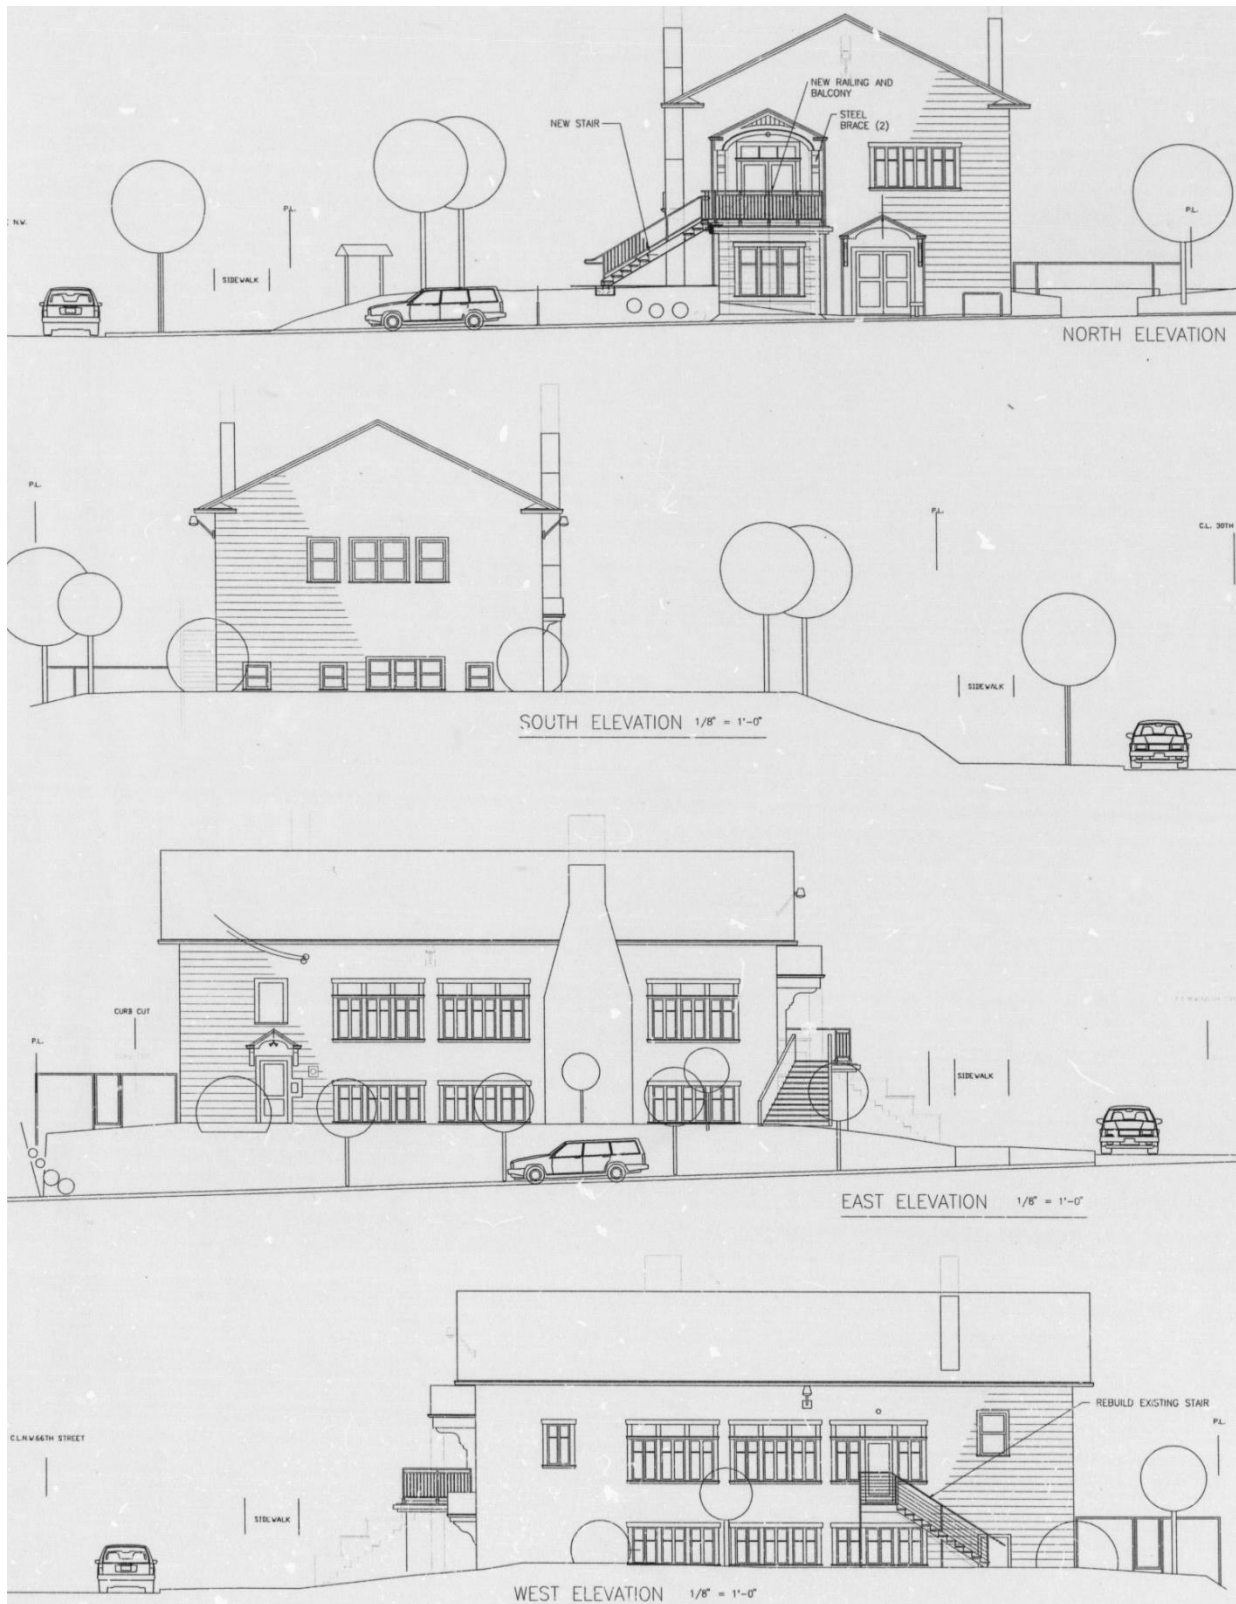 NEW RAILING AND
BALCONY
NEW STAIR
STEEL
BRACE (2)
N.W.
P.L.
P.L.
SIDEWALK
NORTH ELEVATION
P.L.
P.L.
C.L. 30TH
SIDEWALK
SOUTH ELEVATION 1/8" = 1'-0"
CURB CUT
P.L.
SIDEWALK
EAST ELEVATION 1/8" = 1'-0"
REBUILD EXISTING STAIR
P.L.
C.L.N.W.66TH STREET
SIDEWALK
WEST ELEVATION 1/8" = 1'-0"